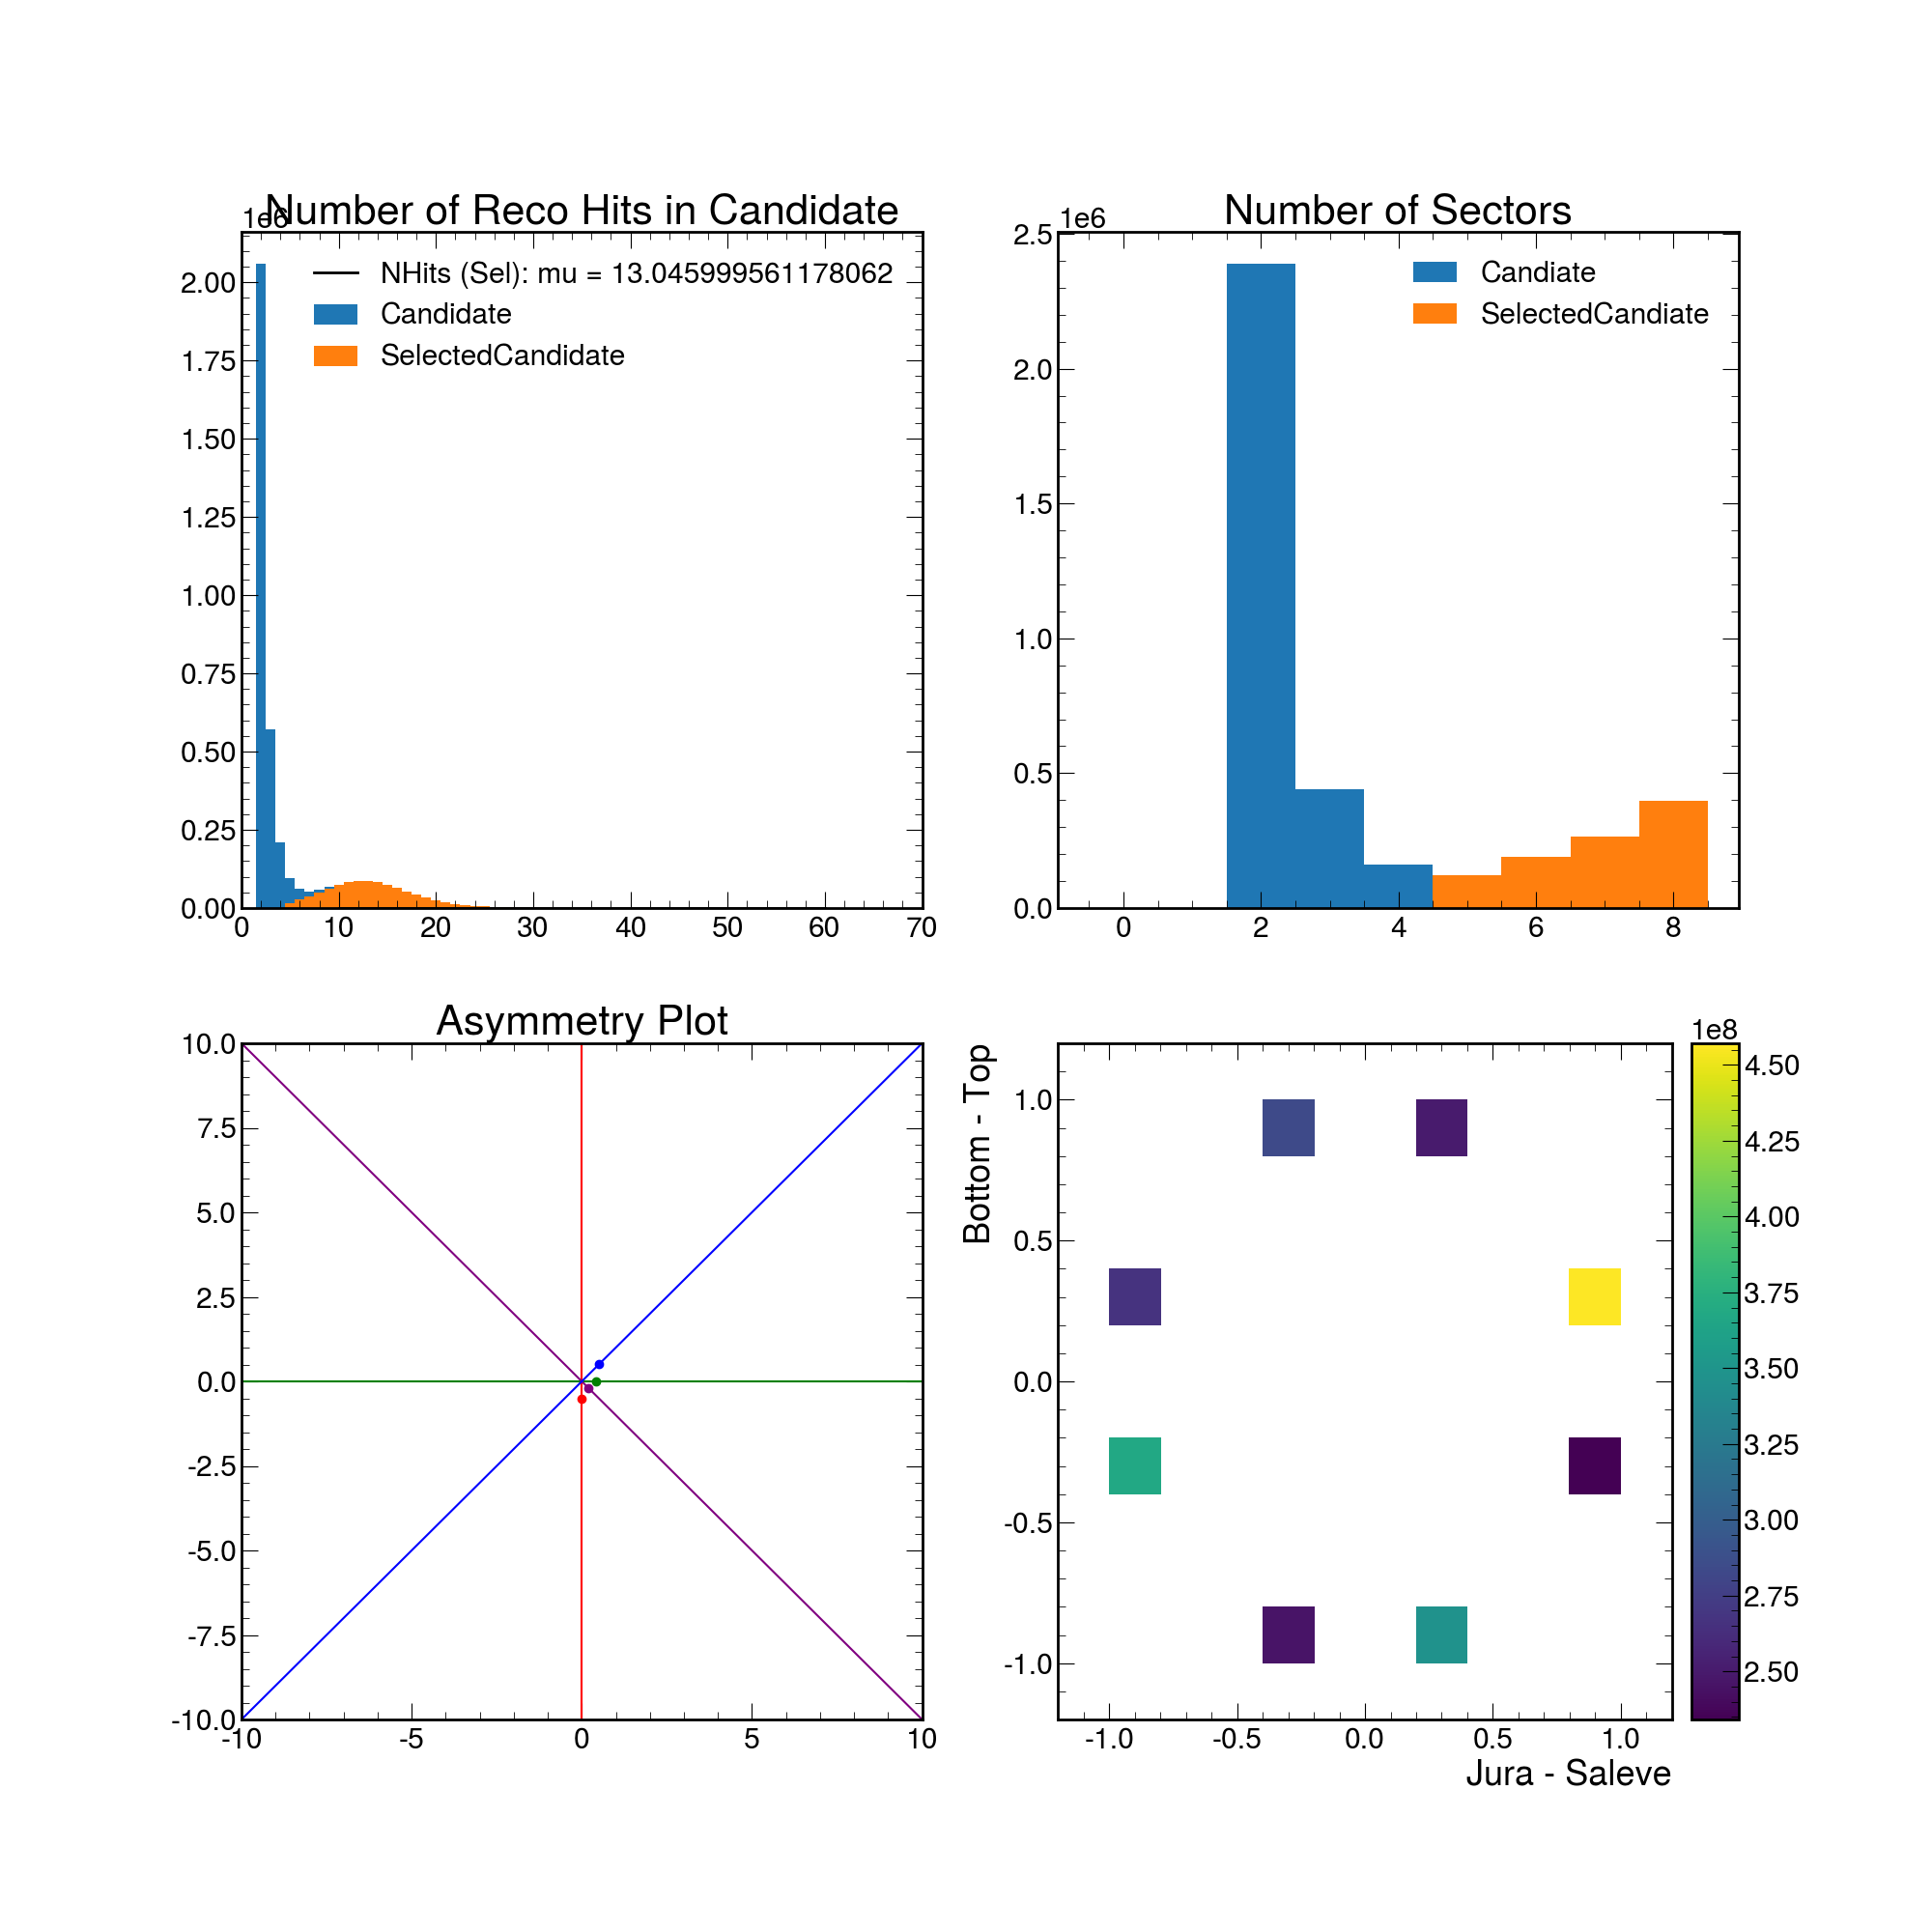 Number of Reco Hits in Candidate
1e6
NHits (Sel): mu = 13.045999561178062
Candidate
SelectedCandidate
2.00
1.75
1.50
1.25
1.00
0.75
0.50
0.25
0.00
0 10 20 30 40 50 60 70
Number of Sectors
1e6
Candiate
SelectedCandiate
2.5
2.0
1.5
1.0
0.5
0.0
0 2 4 6 8
Asymmetry Plot
10.0
7.5
5.0
2.5
0.0
-2.5
-5.0
-7.5
-10.0
-10 -5 0 5 10
Bottom - Top
1.0
0.5
0.0
-0.5
-1.0
-1.0 -0.5 0.0 0.5 1.0
Jura - Saleve
1e8
4.50
4.25
4.00
3.75
3.50
3.25
3.00
2.75
2.50